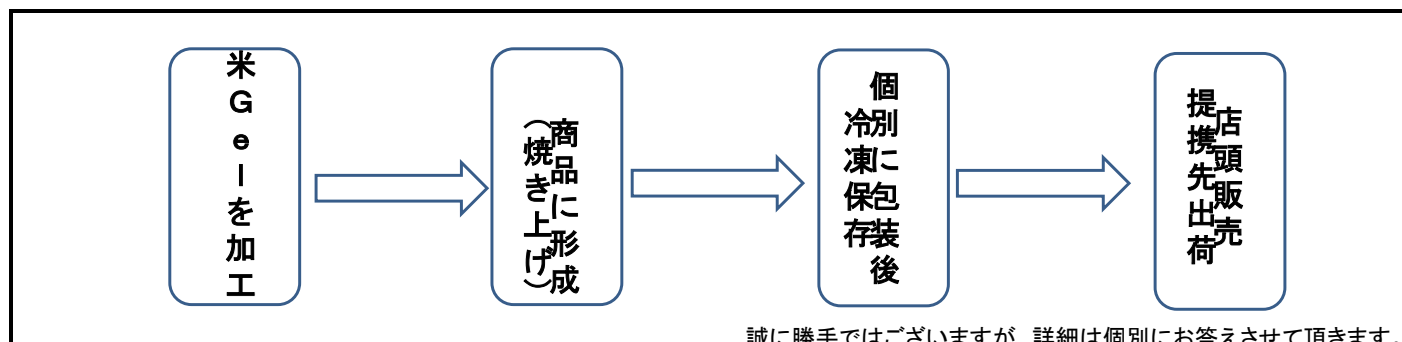 米Gelを加工
商品に形成
（焼き上げ）
個別に包装後
冷凍保存
店頭販売
提携先出荷
誠に勝手ではございますが、詳細は個別にお答えさせて頂きます。